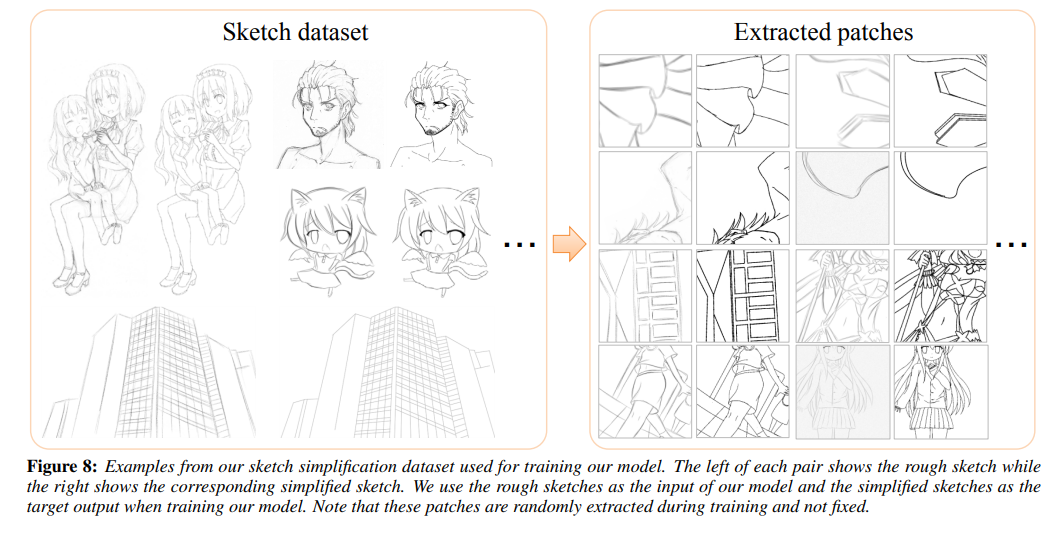 Sketch dataset
Extracted patches
...
...
Figure 8: Examples from our sketch simplification dataset used for training our model. The left of each pair shows the rough sketch while
the right shows the corresponding simplified sketch. We use the rough sketches as the input of our model and the simplified sketches as the
target output when training our model. Note that these patches are randomly extracted during training and not fixed.